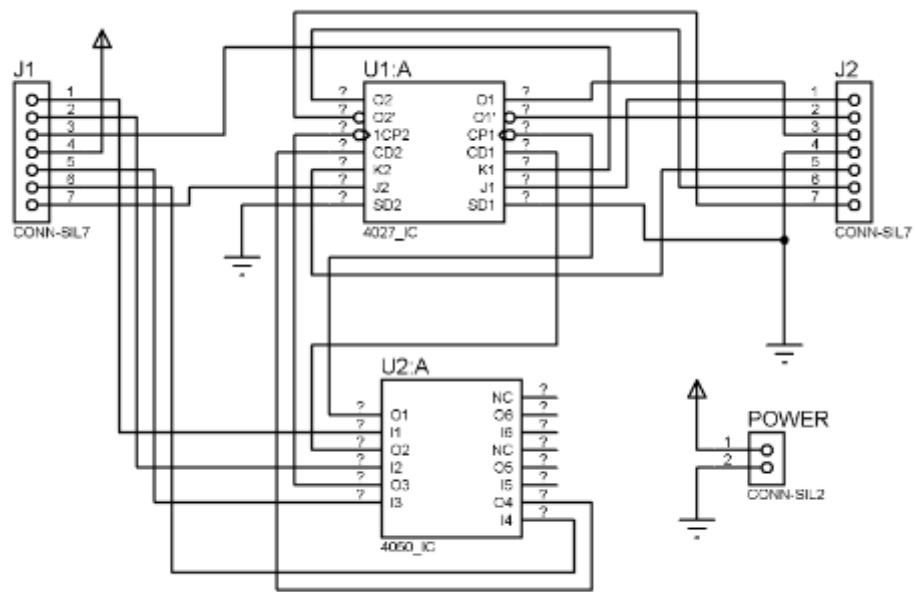 J1
1
2
3
4
5
6
7
CONN-SIL7
U1:A
? O2 O1 ?
? O2' O1' ?
? 1CP2 CP1 ?
? CD2 CD1 ?
? K2 K1 ?
? J2 J1 ?
? SD2 SD1 ?
4027_IC
J2
1
2
3
4
5
6
7
CONN-SIL7
U2:A
NC ?
? O1 O6 ?
? I1 I6 ?
? O2 NC ?
? I2 O5 ?
? O3 I5 ?
? I3 O4 ?
I4 ?
4050_IC
POWER
1
2
CONN-SIL2